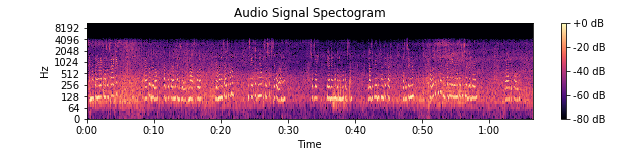 Audio Signal Spectogram
8192
4096
2048
1024
512
256
128
64
0
Hz
0:00 0:10 0:20 0:30 0:40 0:50 1:00
Time
+0 dB
-20 dB
-40 dB
-60 dB
-80 dB